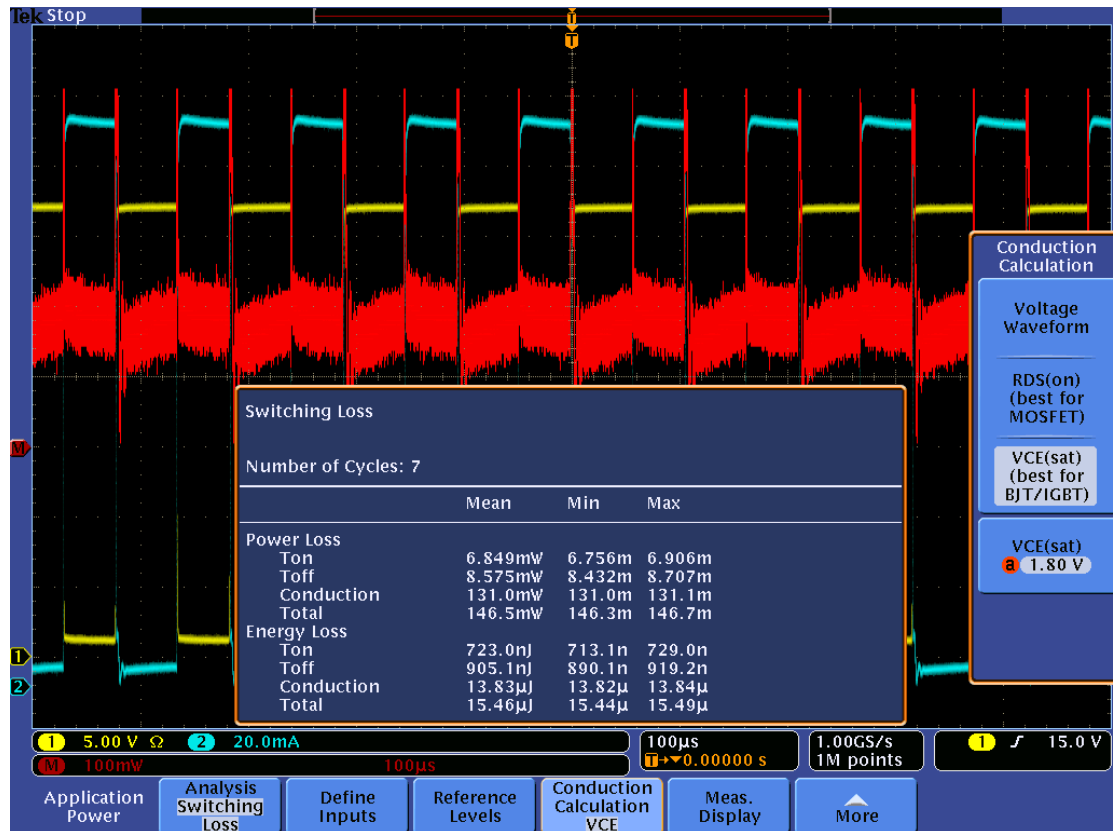 Tek Stop
T
T
Conduction
Calculation
Voltage
Waveform
RDS(on)
(best for
MOSFET)
VCE(sat)
(best for
BJT/IGBT)
VCE(sat)
a 1.80 V
M
1
2
Switching Loss
Number of Cycles: 7
Mean Min Max
Power Loss
Ton 6.849mW 6.756m 6.906m
Toff 8.575mW 8.432m 8.707m
Conduction 131.0mW 131.0m 131.1m
Total 146.5mW 146.3m 146.7m
Energy Loss
Ton 723.0nJ 713.1n 729.0n
Toff 905.1nJ 890.1n 919.2n
Conduction 13.83µJ 13.82µ 13.84µ
Total 15.46µJ 15.44µ 15.49µ
1 5.00 V Ω 2 20.0mA 100µs 1.00GS/s 1 ʃ 15.0 V
M 100mW 100µs T→▼0.00000 s 1M points
Application
Power
Analysis
Switching
Loss
Define
Inputs
Reference
Levels
Conduction
Calculation
VCE
Meas.
Display
More